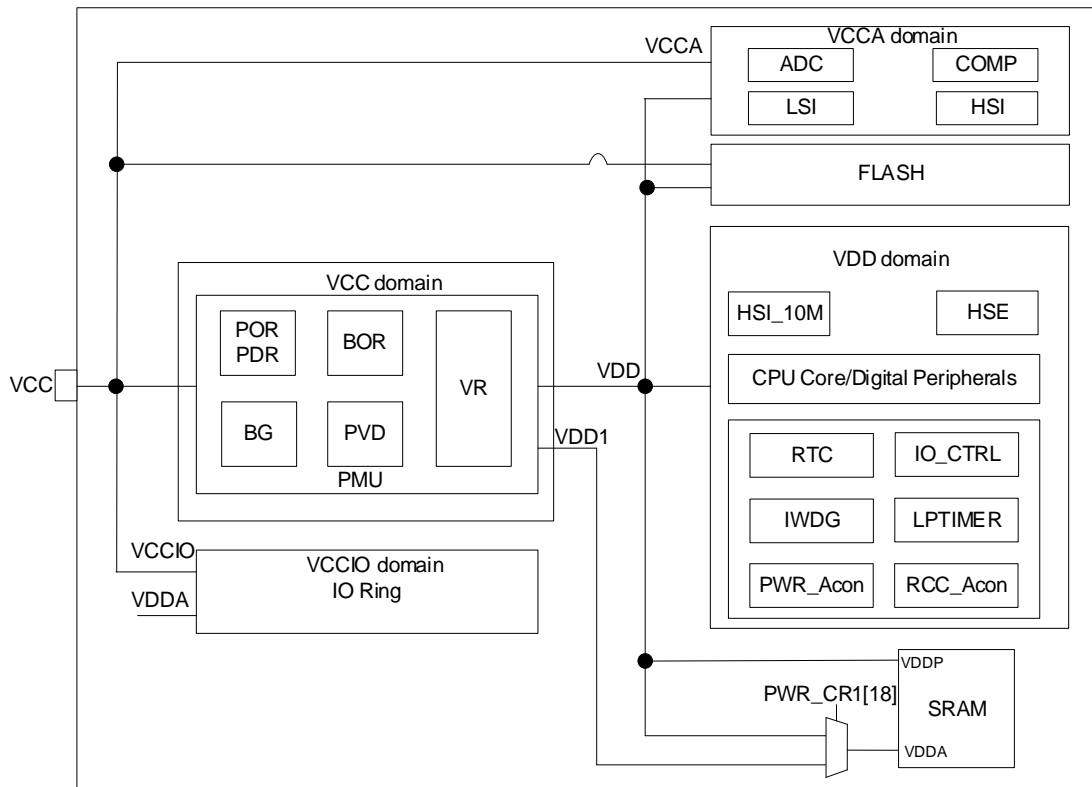 VCCA domain
VCCA
ADC
COMP
LSI
HSI
FLASH
VCC domain
POR
PDR
BOR
VR
BG
PVD
PMU
VCC
VDD
VDD1
VDD domain
HSI_10M
HSE
CPU Core/Digital Peripherals
RTC
IO_CTRL
IWDG
LPTIMER
PWR_Acon
RCC_Acon
VCCIO
VCCIO domain
IO Ring
VDDA
PWR_CR1[18]
VDDP
SRAM
VDDA